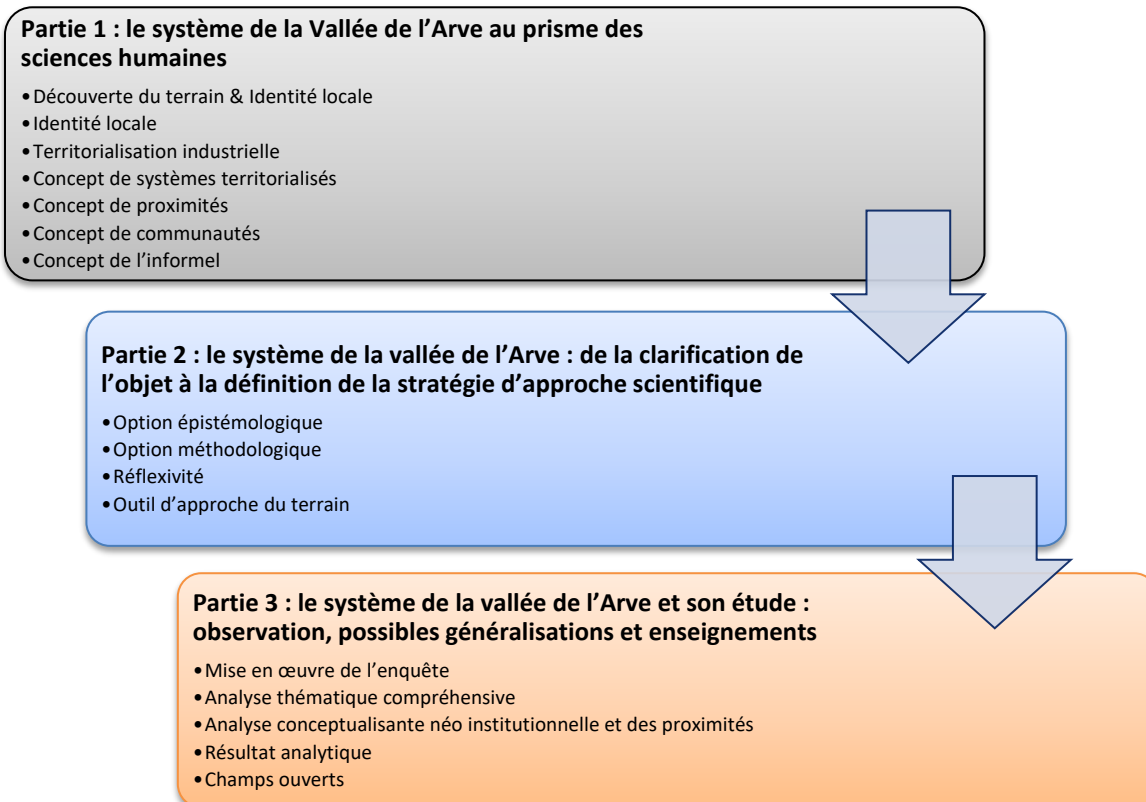 Partie 1 : le système de la Vallée de l’Arve au prisme des
sciences humaines
•Découverte du terrain & Identité locale
•Identité locale
•Territorialisation industrielle
•Concept de systèmes territorialisés
•Concept de proximités
•Concept de communautés
•Concept de l’informel
Partie 2 : le système de la vallée de l’Arve : de la clarification de
l’objet à la définition de la stratégie d’approche scientifique
•Option épistémologique
•Option méthodologique
•Réflexivité
•Outil d’approche du terrain
Partie 3 : le système de la vallée de l’Arve et son étude :
observation, possibles généralisations et enseignements
•Mise en œuvre de l’enquête
•Analyse thématique compréhensive
•Analyse conceptualisante néo institutionnelle et des proximités
•Résultat analytique
•Champs ouverts